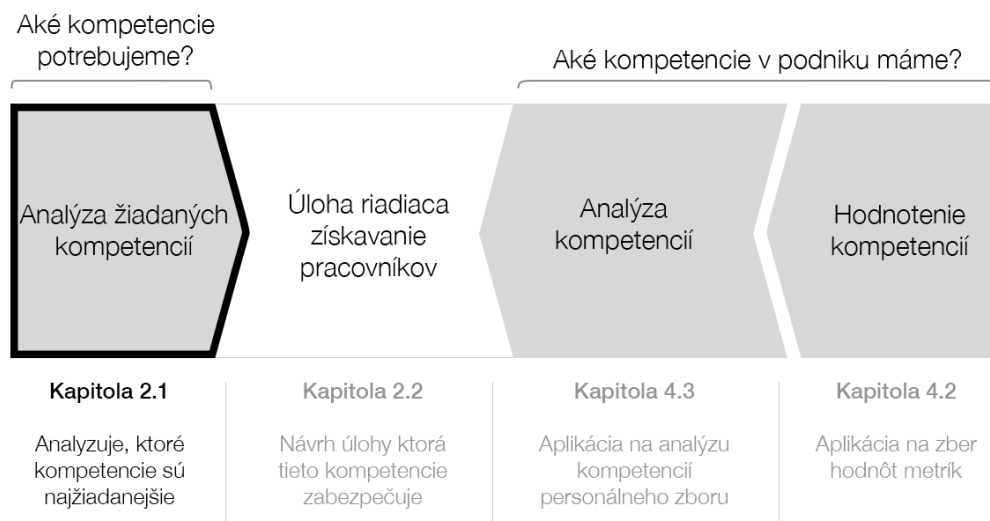 Aké kompetencie
potrebujeme?
Aké kompetencie v podniku máme?
Analýza žiadaných
kompetencií
Úloha riadiaca
získavanie
pracovníkov
Analýza
kompetencií
Hodnotenie
kompetencií
Kapitola 2.1
Analyzuje, ktoré
kompetencie sú
najžiadanejšie
Kapitola 2.2
Návrh úlohy ktorá
tieto kompetencie
zabezpečuje
Kapitola 4.3
Aplikácia na analýzu
kompetencií
personálneho zboru
Kapitola 4.2
Aplikácia na zber
hodnôt metrík